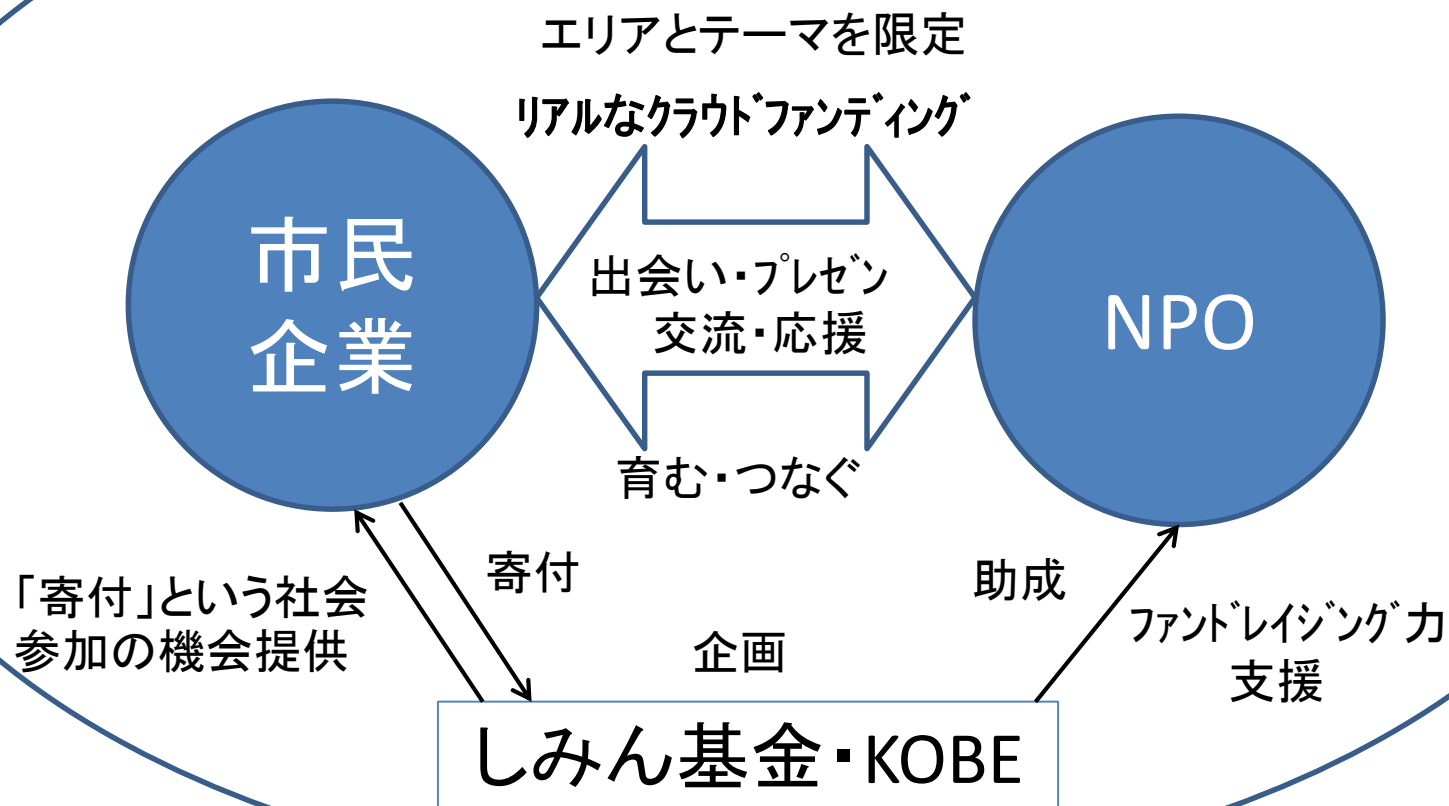 エリアとテーマを限定
リアルなクラウドファンディング
市民
企業
出会い・プレゼン
交流・応援
NPO
育む・つなぐ
「寄付」という社会
参加の機会提供
寄付
企画
助成
ファンドレイジング力
支援
しみん基金・KOBE